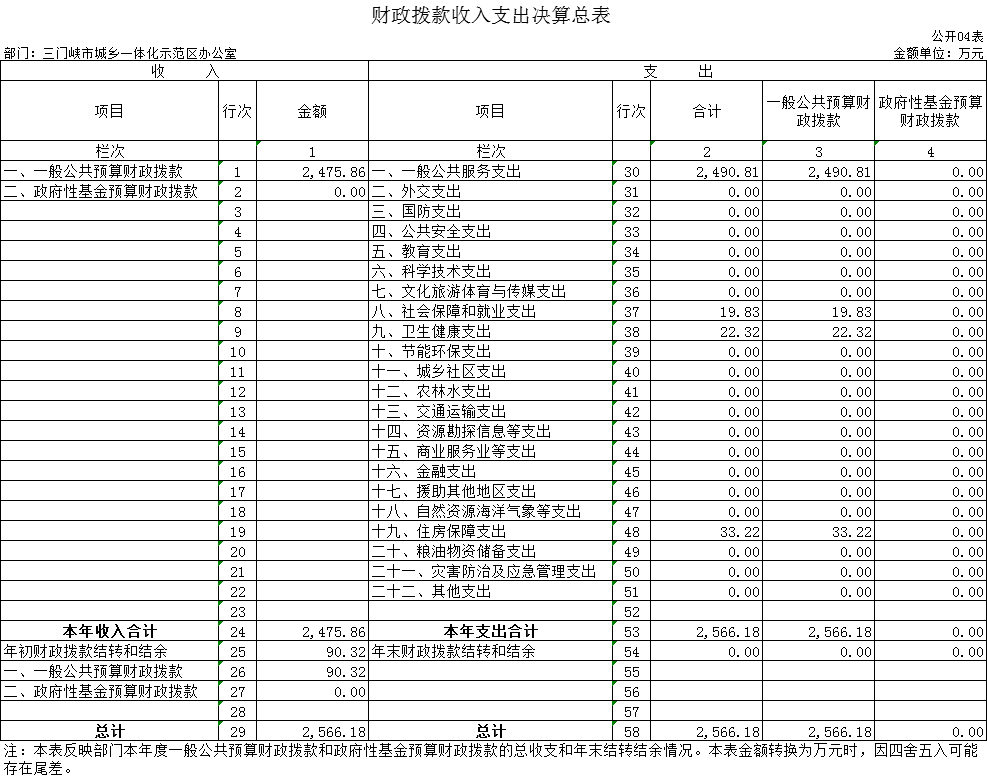 财政拨款收入支出决算总表
公开04表
部门：三门峡市城乡一体化示范区办公室 金额单位：万元
收 入 支 出
项目 行次 金额 项目 行次 合计 一般公共预算财政拨款 政府性基金预算财政拨款
栏次 1 栏次 2 3 4
一、一般公共预算财政拨款 1 2,475.86 一、一般公共服务支出 30 2,490.81 2,490.81 0.00
二、政府性基金预算财政拨款 2 0.00 二、外交支出 31 0.00 0.00 0.00
3 三、国防支出 32 0.00 0.00 0.00
4 四、公共安全支出 33 0.00 0.00 0.00
5 五、教育支出 34 0.00 0.00 0.00
6 六、科学技术支出 35 0.00 0.00 0.00
7 七、文化旅游体育与传媒支出 36 0.00 0.00 0.00
8 八、社会保障和就业支出 37 19.83 19.83 0.00
9 九、卫生健康支出 38 22.32 22.32 0.00
10 十、节能环保支出 39 0.00 0.00 0.00
11 十一、城乡社区支出 40 0.00 0.00 0.00
12 十二、农林水支出 41 0.00 0.00 0.00
13 十三、交通运输支出 42 0.00 0.00 0.00
14 十四、资源勘探信息等支出 43 0.00 0.00 0.00
15 十五、商业服务业等支出 44 0.00 0.00 0.00
16 十六、金融支出 45 0.00 0.00 0.00
17 十七、援助其他地区支出 46 0.00 0.00 0.00
18 十八、自然资源海洋气象等支出 47 0.00 0.00 0.00
19 十九、住房保障支出 48 33.22 33.22 0.00
20 二十、粮油物资储备支出 49 0.00 0.00 0.00
21 二十一、灾害防治及应急管理支出 50 0.00 0.00 0.00
22 二十二、其他支出 51 0.00 0.00 0.00
23 52
本年收入合计 24 2,475.86 本年支出合计 53 2,566.18 2,566.18 0.00
年初财政拨款结转和结余 25 90.32 年末财政拨款结转和结余 54 0.00 0.00 0.00
一、一般公共预算财政拨款 26 90.32 55
二、政府性基金预算财政拨款 27 0.00 56
28 57
总计 29 2,566.18 总计 58 2,566.18 2,566.18 0.00
注：本表反映部门本年度一般公共预算财政拨款和政府性基金预算财政拨款的总收支和年末结转结余情况。本表金额转换为万元时，因四舍五入可能
存在尾差。